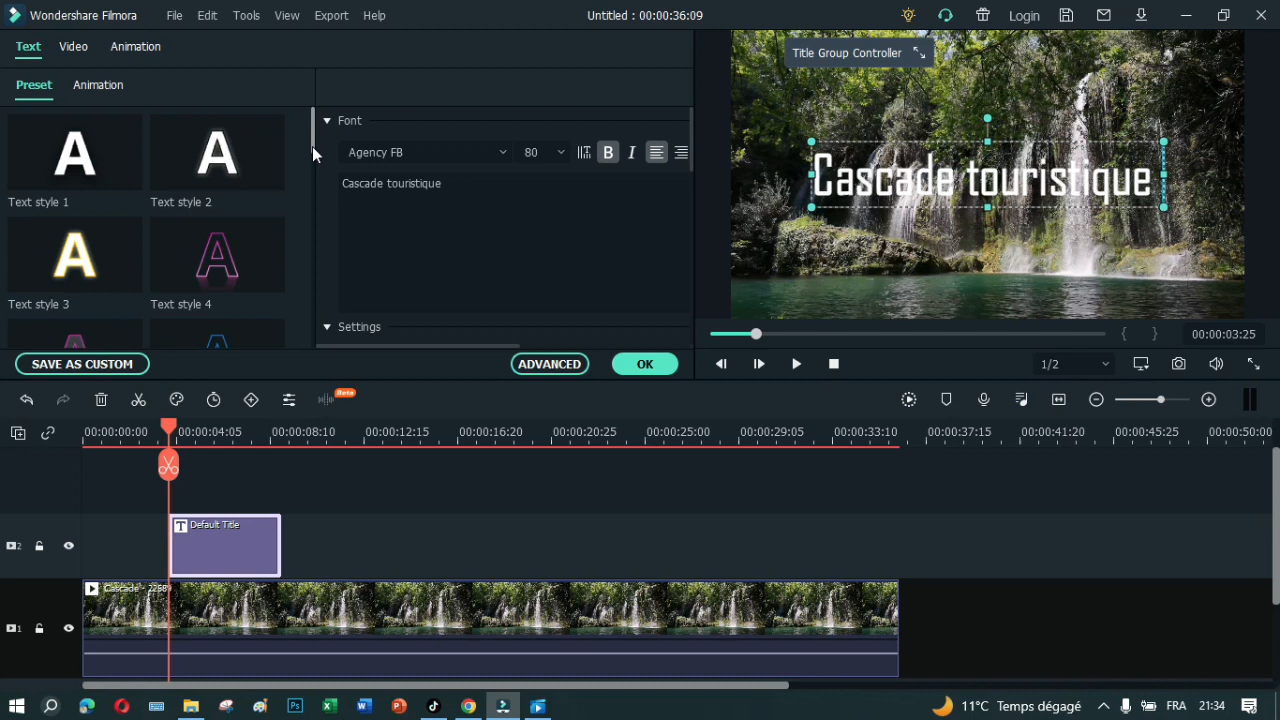 Wondershare Filmora File Edit Tools View Export Help Untitled : 00:00:36:09 Login
Text Video Animation
Preset Animation
Text style 1 Text style 2
Text style 3 Text style 4
Font
Agency FB 80 B I
Cascade touristique
Settings
SAVE AS CUSTOM ADVANCED OK
Title Group Controller
Cascade touristique
00:00:03:25
1/2
Beta
00:00:00:00 00:00:04:05 00:00:08:10 00:00:12:15 00:00:16:20 00:00:20:25 00:00:25:00 00:00:29:05 00:00:33:10 00:00:37:15 00:00:41:20 00:00:45:25 00:00:50:00
2 T Default Title
Cascade - 2258
1
11°C Temps dégagé FRA 21:34